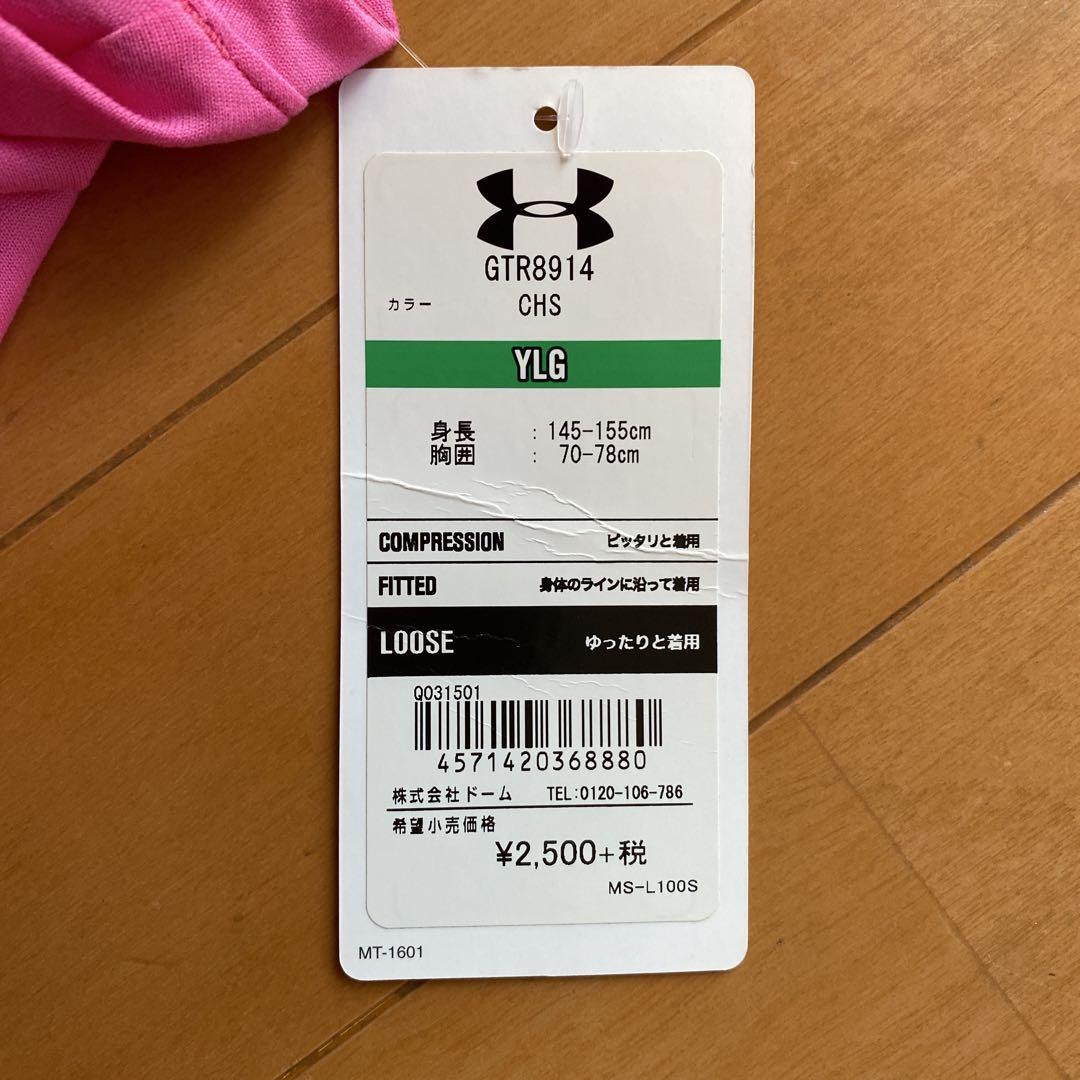 GTR8914
カラー CHS
YLG
身長 : 145-155cm
胸囲 : 70-78cm
COMPRESSION ピッタリと着用
FITTED 身体のラインに沿って着用
LOOSE ゆったりと着用
Q031501
4571420368880
株式会社ドーム TEL:0120-106-786
希望小売価格
¥2,500+税
MS-L100S
MT-1601